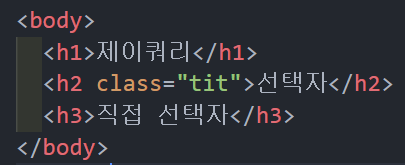 <body>
<h1>제이쿼리</h1>
<h2 class="tit">선택자</h2>
<h3>직접 선택자</h3>
</body>